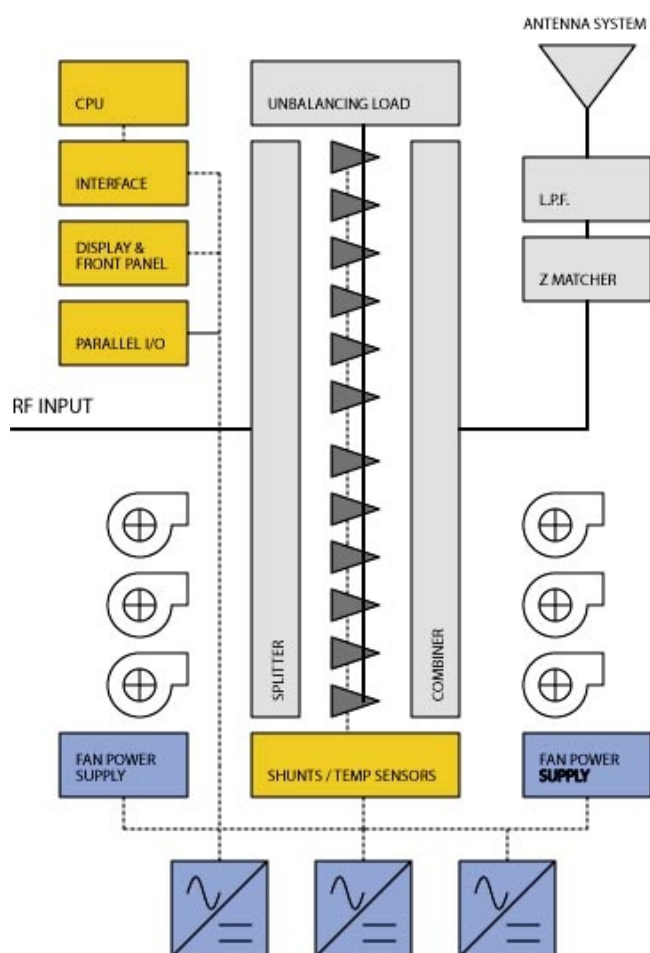 ANTENNA SYSTEM
CPU
UNBALANCING LOAD
INTERFACE
L.P.F.
DISPLAY &
FRONT PANEL
Z MATCHER
PARALLEL I/O
RF INPUT
SPLITTER
COMBINER
FAN POWER
SUPPLY
SHUNTS / TEMP SENSORS
FAN POWER
SUPPLY